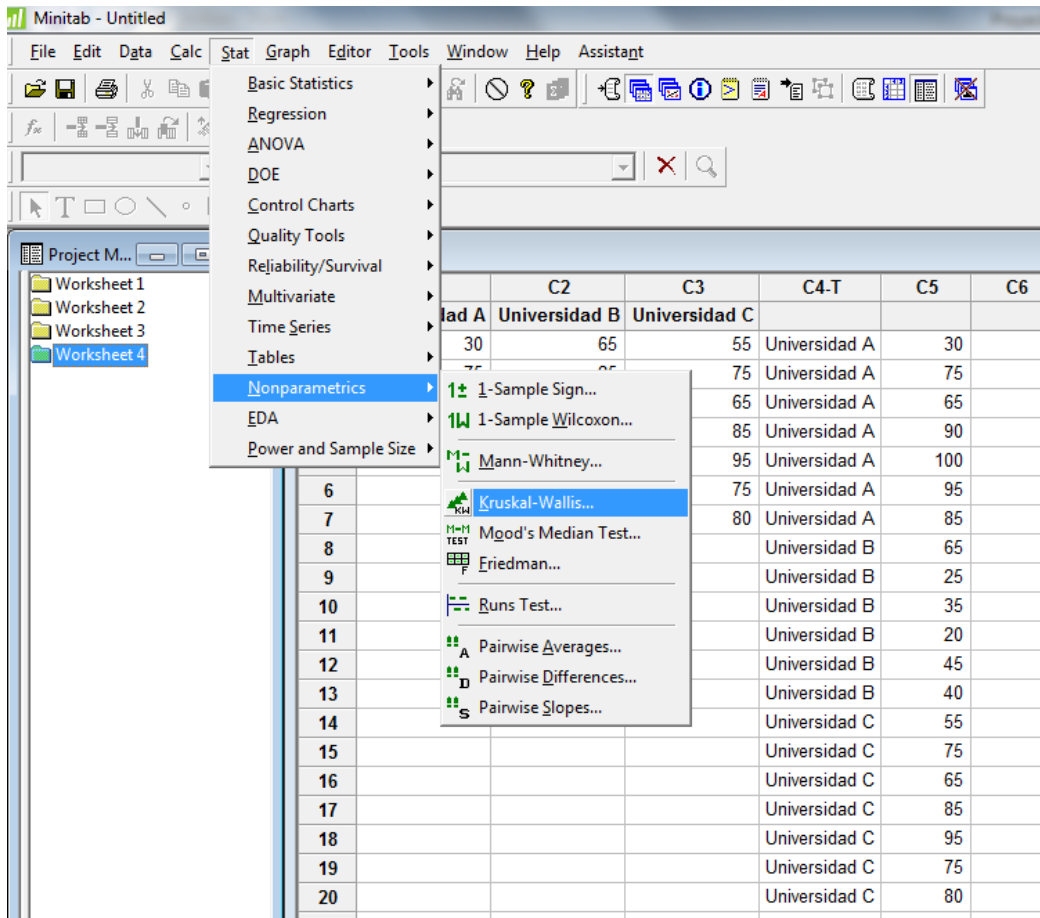 Minitab - Untitled
File Edit Data Calc Stat Graph Editor Tools Window Help Assistant
Basic Statistics
Regression
ANOVA
DOE
Control Charts
Quality Tools
Reliability/Survival
Multivariate
Time Series
Tables
Nonparametrics
EDA
Power and Sample Size
1-Sample Sign...
1-Sample Wilcoxon...
Mann-Whitney...
Kruskal-Wallis...
Mood's Median Test...
Friedman...
Runs Test...
Pairwise Averages...
Pairwise Differences...
Pairwise Slopes...
Project M...
Worksheet 1
Worksheet 2
Worksheet 3
Worksheet 4
C2 C3 C4-T C5 C6
dad A Universidad B Universidad C
30 65 55 Universidad A 30
75 Universidad A 75
65 Universidad A 65
85 Universidad A 90
95 Universidad A 100
6 75 Universidad A 95
7 80 Universidad A 85
8 Universidad B 65
9 Universidad B 25
10 Universidad B 35
11 Universidad B 20
12 Universidad B 45
13 Universidad B 40
14 Universidad C 55
15 Universidad C 75
16 Universidad C 65
17 Universidad C 85
18 Universidad C 95
19 Universidad C 75
20 Universidad C 80